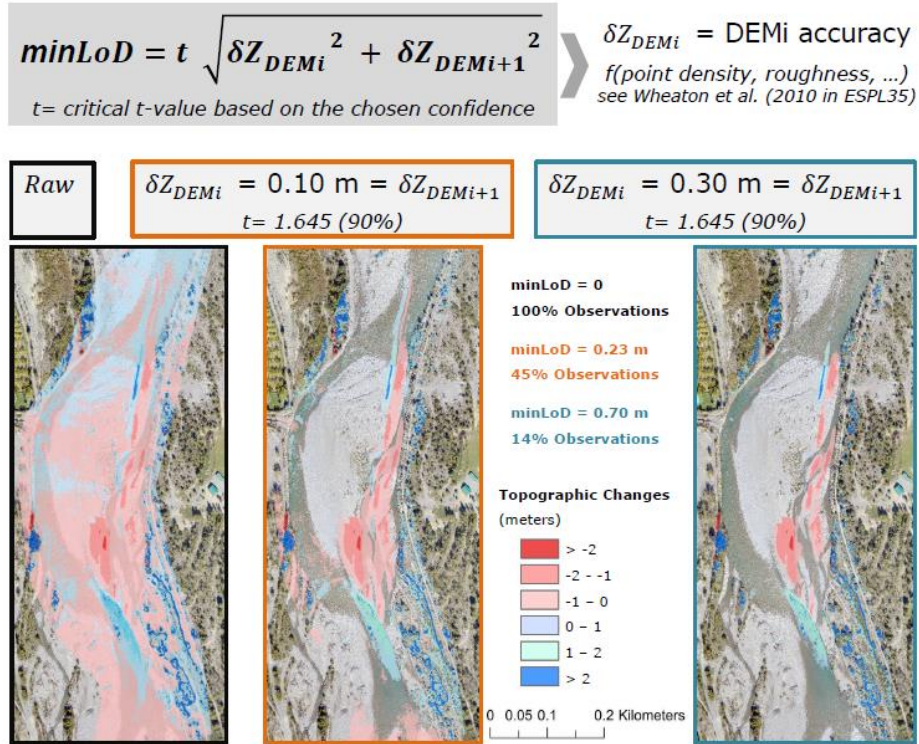 minLoD = t √δZ_DEMi² + δZ_DEMi+1²
t= critical t-value based on the chosen confidence
δZ_DEMi = DEMi accuracy
f(point density, roughness, ...)
see Wheaton et al. (2010 in ESPL35)
Raw
δZ_DEMi = 0.10 m = δZ_DEMi+1
t= 1.645 (90%)
δZ_DEMi = 0.30 m = δZ_DEMi+1
t= 1.645 (90%)
minLoD = 0
100% Observations
minLoD = 0.23 m
45% Observations
minLoD = 0.70 m
14% Observations
Topographic Changes
(meters)
> -2
-2 - -1
-1 – 0
0 – 1
1 – 2
> 2
0 0.05 0.1 0.2 Kilometers